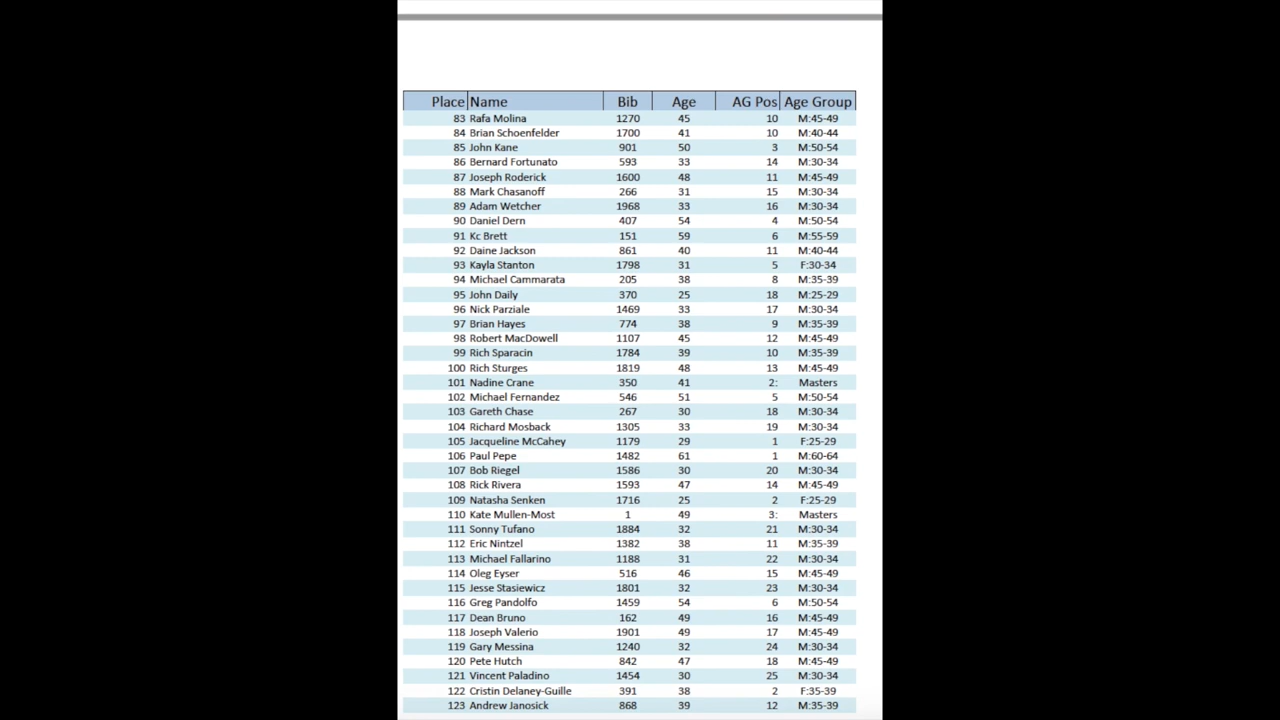 Place Name Bib Age AG Pos Age Group
83 Rafa Molina 1270 45 10 M:45-49
84 Brian Schoenfelder 1700 41 10 M:40-44
85 John Kane 901 50 3 M:50-54
86 Bernard Fortunato 593 33 14 M:30-34
87 Joseph Roderick 1600 48 11 M:45-49
88 Mark Chasanoff 266 31 15 M:30-34
89 Adam Wetcher 1968 33 16 M:30-34
90 Daniel Dern 407 54 4 M:50-54
91 Kc Brett 151 59 6 M:55-59
92 Daine Jackson 861 40 11 M:40-44
93 Kayla Stanton 1798 31 5 F:30-34
94 Michael Cammarata 205 38 8 M:35-39
95 John Daily 370 25 18 M:25-29
96 Nick Parziale 1469 33 17 M:30-34
97 Brian Hayes 774 38 9 M:35-39
98 Robert MacDowell 1107 45 12 M:45-49
99 Rich Sparacin 1784 39 10 M:35-39
100 Rich Sturges 1819 48 13 M:45-49
101 Nadine Crane 350 41 2: Masters
102 Michael Fernandez 546 51 5 M:50-54
103 Gareth Chase 267 30 18 M:30-34
104 Richard Mosback 1305 33 19 M:30-34
105 Jacqueline McCahey 1179 29 1 F:25-29
106 Paul Pepe 1482 61 1 M:60-64
107 Bob Riegel 1586 30 20 M:30-34
108 Rick Rivera 1593 47 14 M:45-49
109 Natasha Senken 1716 25 2 F:25-29
110 Kate Mullen-Most 1 49 3: Masters
111 Sonny Tufano 1884 32 21 M:30-34
112 Eric Nintzel 1382 38 11 M:35-39
113 Michael Fallarino 1188 31 22 M:30-34
114 Oleg Eyser 516 46 15 M:45-49
115 Jesse Stasiewicz 1801 32 23 M:30-34
116 Greg Pandolfo 1459 54 6 M:50-54
117 Dean Bruno 162 49 16 M:45-49
118 Joseph Valerio 1901 49 17 M:45-49
119 Gary Messina 1240 32 24 M:30-34
120 Pete Hutch 842 47 18 M:45-49
121 Vincent Paladino 1454 30 25 M:30-34
122 Cristin Delaney-Guille 391 38 2 F:35-39
123 Andrew Janosick 868 39 12 M:35-39